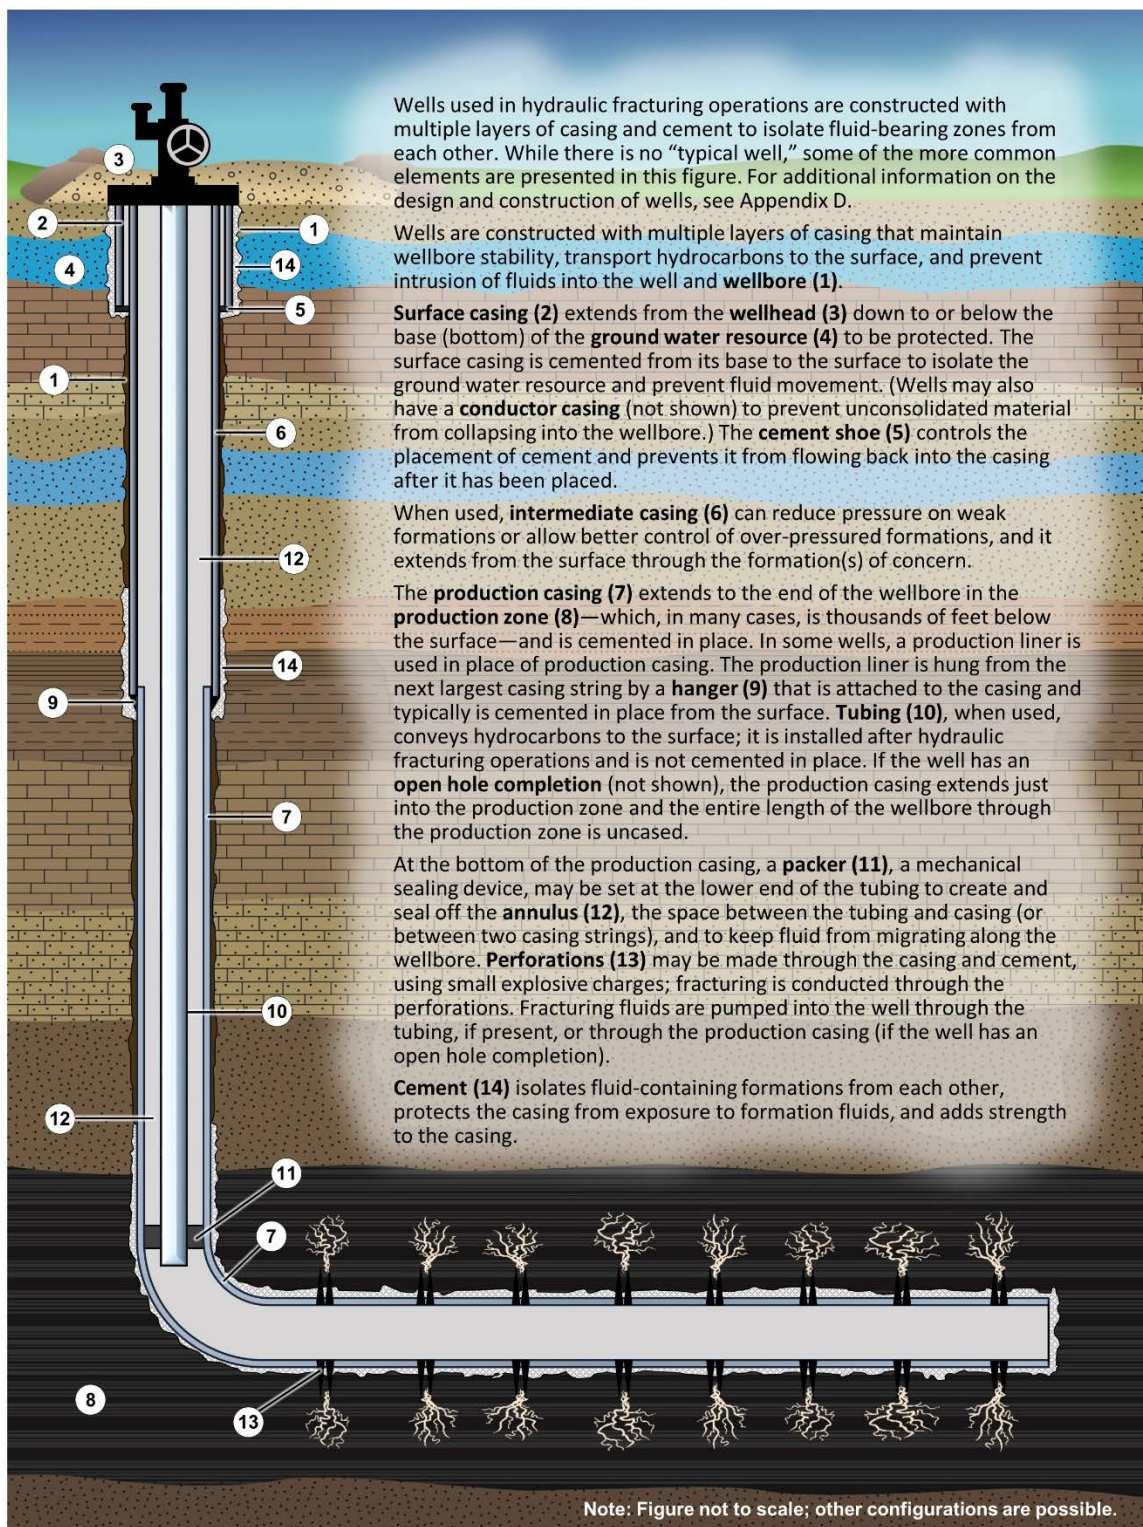 Wells used in hydraulic fracturing operations are constructed with
multiple layers of casing and cement to isolate fluid-bearing zones from
each other. While there is no “typical well,” some of the more common
elements are presented in this figure. For additional information on the
design and construction of wells, see Appendix D.
Wells are constructed with multiple layers of casing that maintain
wellbore stability, transport hydrocarbons to the surface, and prevent
intrusion of fluids into the well and wellbore (1).
Surface casing (2) extends from the wellhead (3) down to or below the
base (bottom) of the ground water resource (4) to be protected. The
surface casing is cemented from its base to the surface to isolate the
ground water resource and prevent fluid movement. (Wells may also
have a conductor casing (not shown) to prevent unconsolidated material
from collapsing into the wellbore.) The cement shoe (5) controls the
placement of cement and prevents it from flowing back into the casing
after it has been placed.
When used, intermediate casing (6) can reduce pressure on weak
formations or allow better control of over-pressured formations, and it
extends from the surface through the formation(s) of concern.
The production casing (7) extends to the end of the wellbore in the
production zone (8)—which, in many cases, is thousands of feet below
the surface—and is cemented in place. In some wells, a production liner is
used in place of production casing. The production liner is hung from the
next largest casing string by a hanger (9) that is attached to the casing and
typically is cemented in place from the surface. Tubing (10), when used,
conveys hydrocarbons to the surface; it is installed after hydraulic
fracturing operations and is not cemented in place. If the well has an
open hole completion (not shown), the production casing extends just
into the production zone and the entire length of the wellbore through
the production zone is uncased.
At the bottom of the production casing, a packer (11), a mechanical
sealing device, may be set at the lower end of the tubing to create and
seal off the annulus (12), the space between the tubing and casing (or
between two casing strings), and to keep fluid from migrating along the
wellbore. Perforations (13) may be made through the casing and cement,
using small explosive charges; fracturing is conducted through the
perforations. Fracturing fluids are pumped into the well through the
tubing, if present, or through the production casing (if the well has an
open hole completion).
Cement (14) isolates fluid-containing formations from each other,
protects the casing from exposure to formation fluids, and adds strength
to the casing.
3
2
1
4
14
5
1
6
12
14
9
7
10
12
11
7
8
13
Note: Figure not to scale; other configurations are possible.